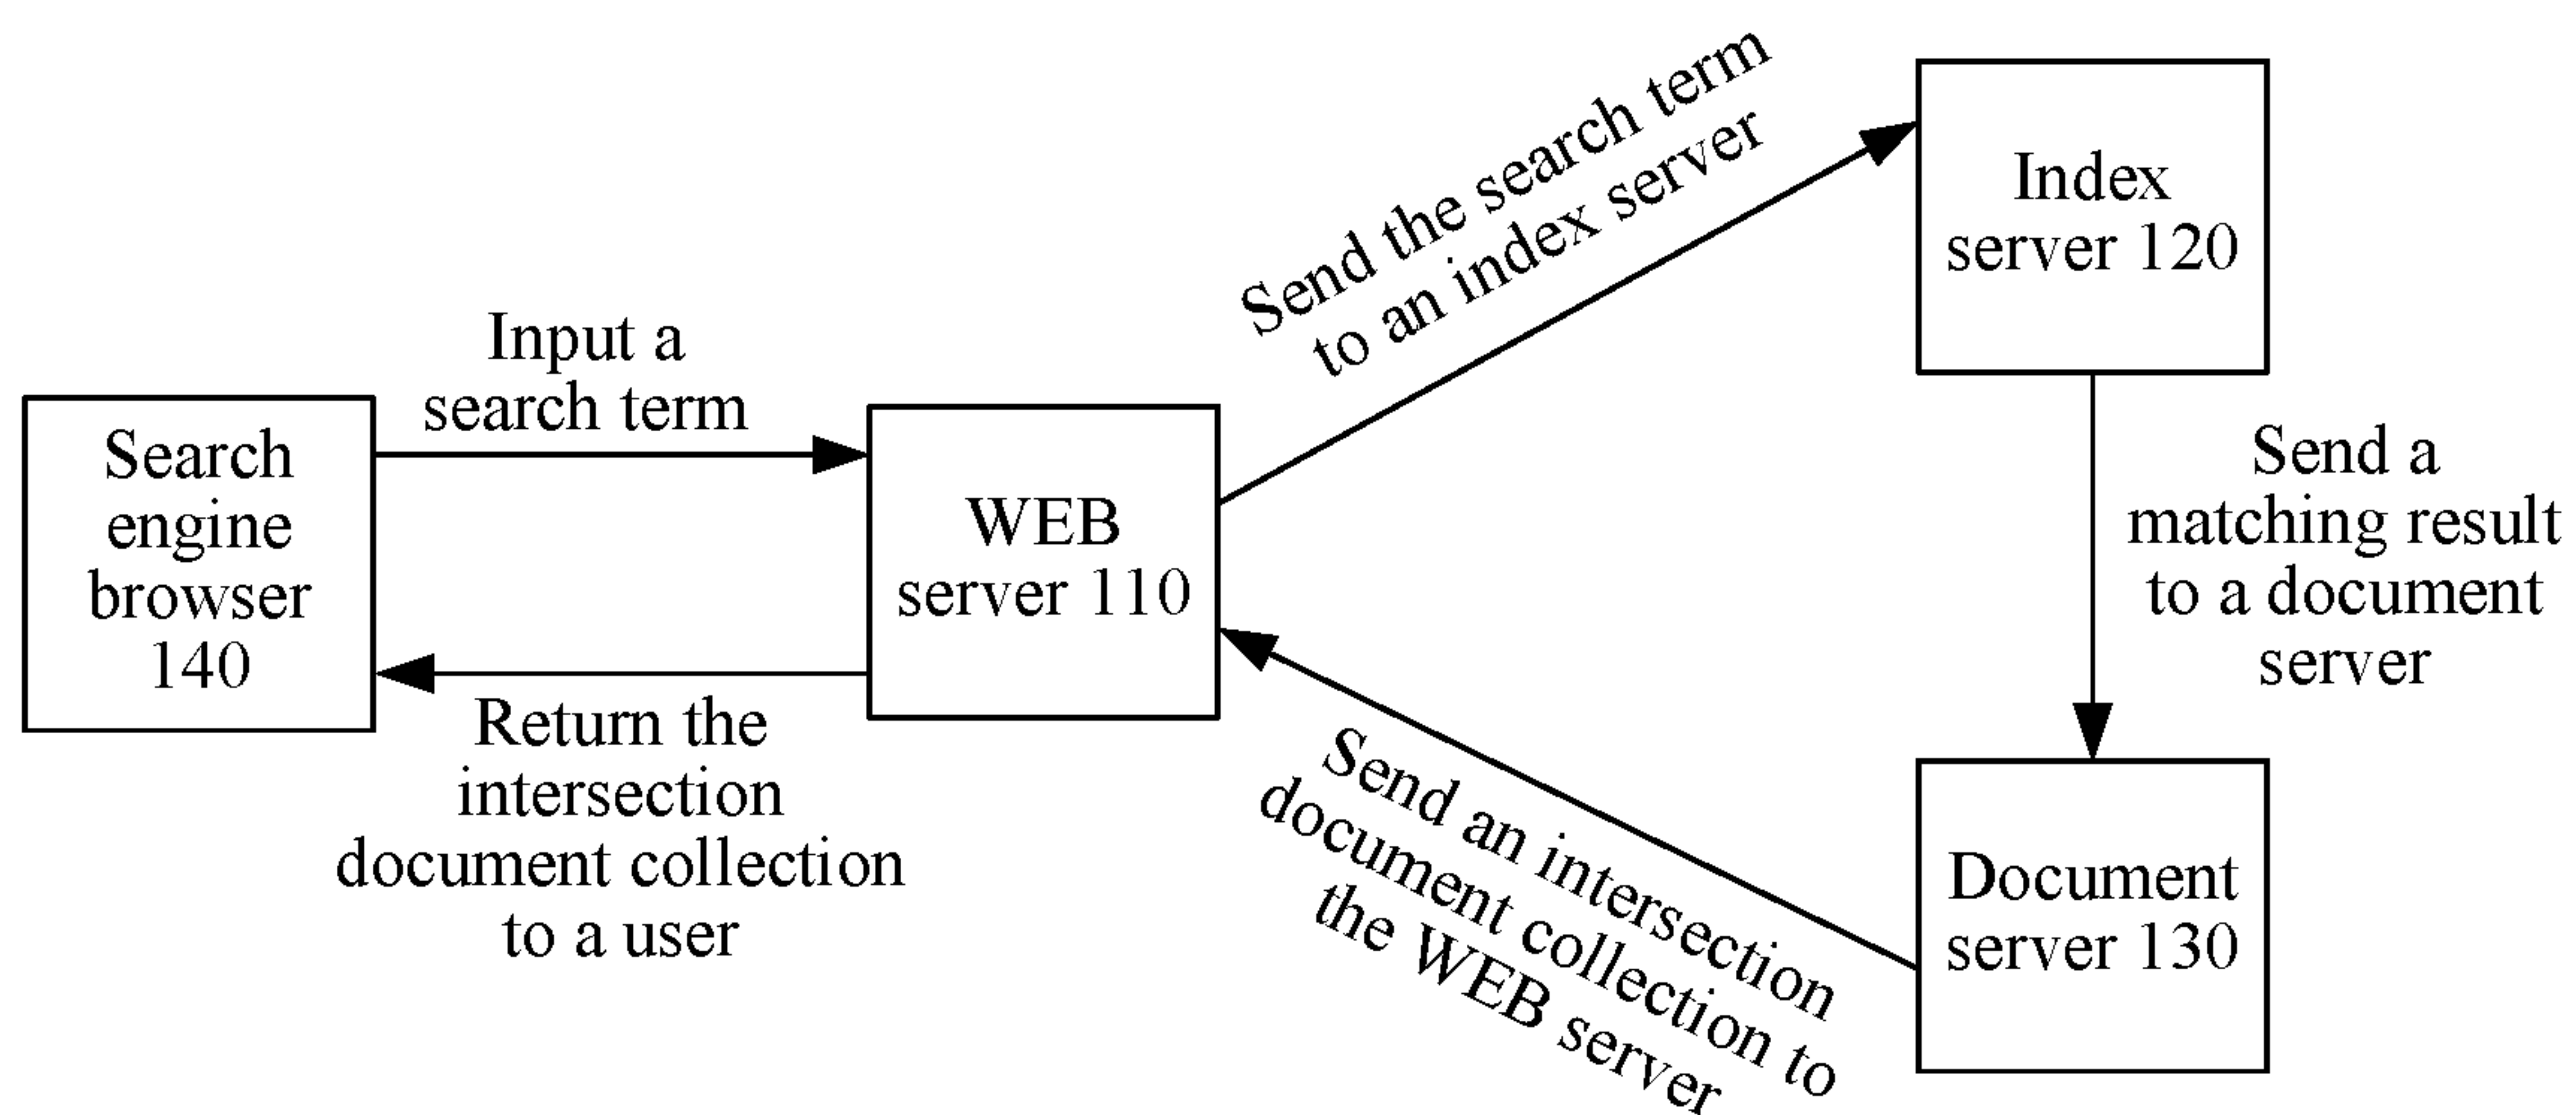 Search
engine
browser
140
Input a
search term
Return the
intersection
document collection
to a user
WEB
server 110
Send the search term
to an index server
Index
server 120
Send a
matching result
to a document
server
Document
server 130
Send an intersection
document collection to
the WEB server